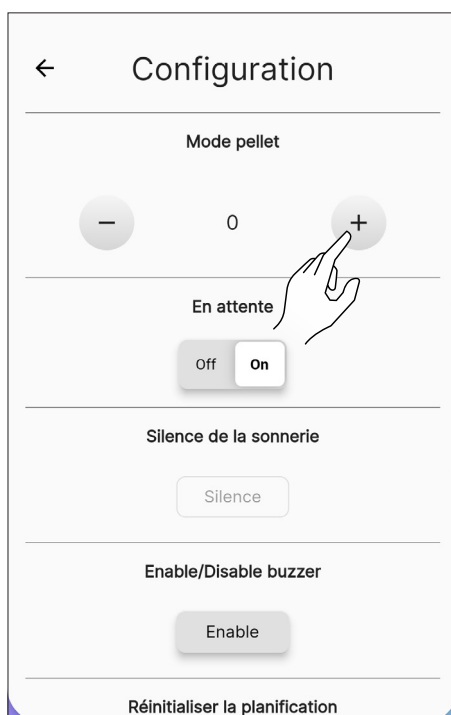 Configuration
Mode pellet
− 0 +
En attente
Off On
Silence de la sonnerie
Silence
Enable/Disable buzzer
Enable
Réinitialiser la planification